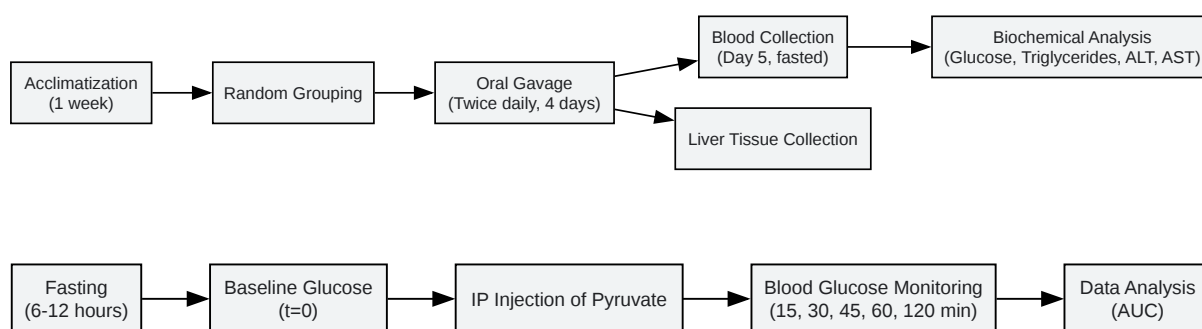 Acclimatization
(1 week)
Random Grouping
Oral Gavage
(Twice daily, 4 days)
Blood Collection
(Day 5, fasted)
Biochemical Analysis
(Glucose, Triglycerides, ALT, AST)
Liver Tissue Collection
Fasting
(6-12 hours)
Baseline Glucose
(t=0)
IP Injection of Pyruvate
Blood Glucose Monitoring
(15, 30, 45, 60, 120 min)
Data Analysis
(AUC)